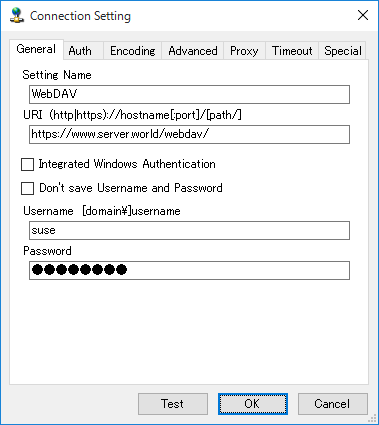 Connection Setting
General Auth Encoding Advanced Proxy Timeout Special
Setting Name
WebDAV
URI (http|https)://hostname[:port]/[path/]
https://www.server.world/webdav/
Integrated Windows Authentication
Don't save Username and Password
Username [domain¥]username
suse
Password
●●●●●●●●
Test OK Cancel